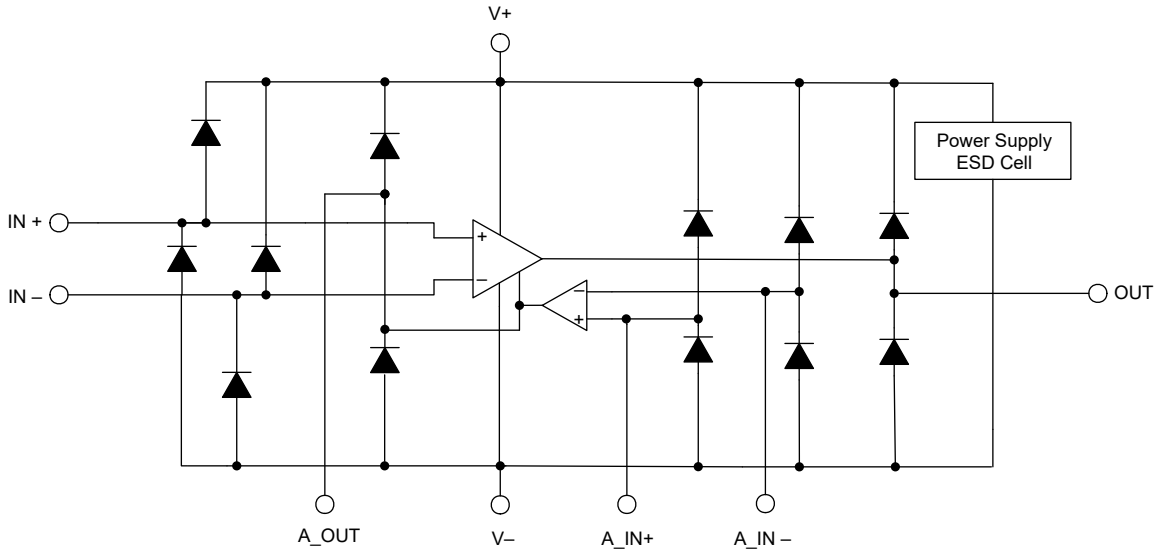 V+
Power Supply
ESD Cell
IN +
+
IN –
–
–
+
OUT
A_OUT
V–
A_IN+
A_IN –